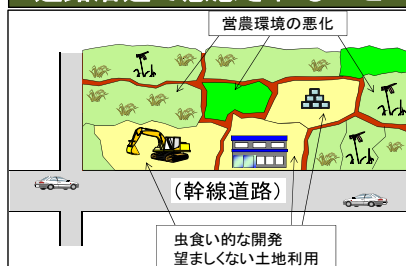 営農環境の悪化
(幹線道路)
虫食い的な開発
望ましくない土地利用